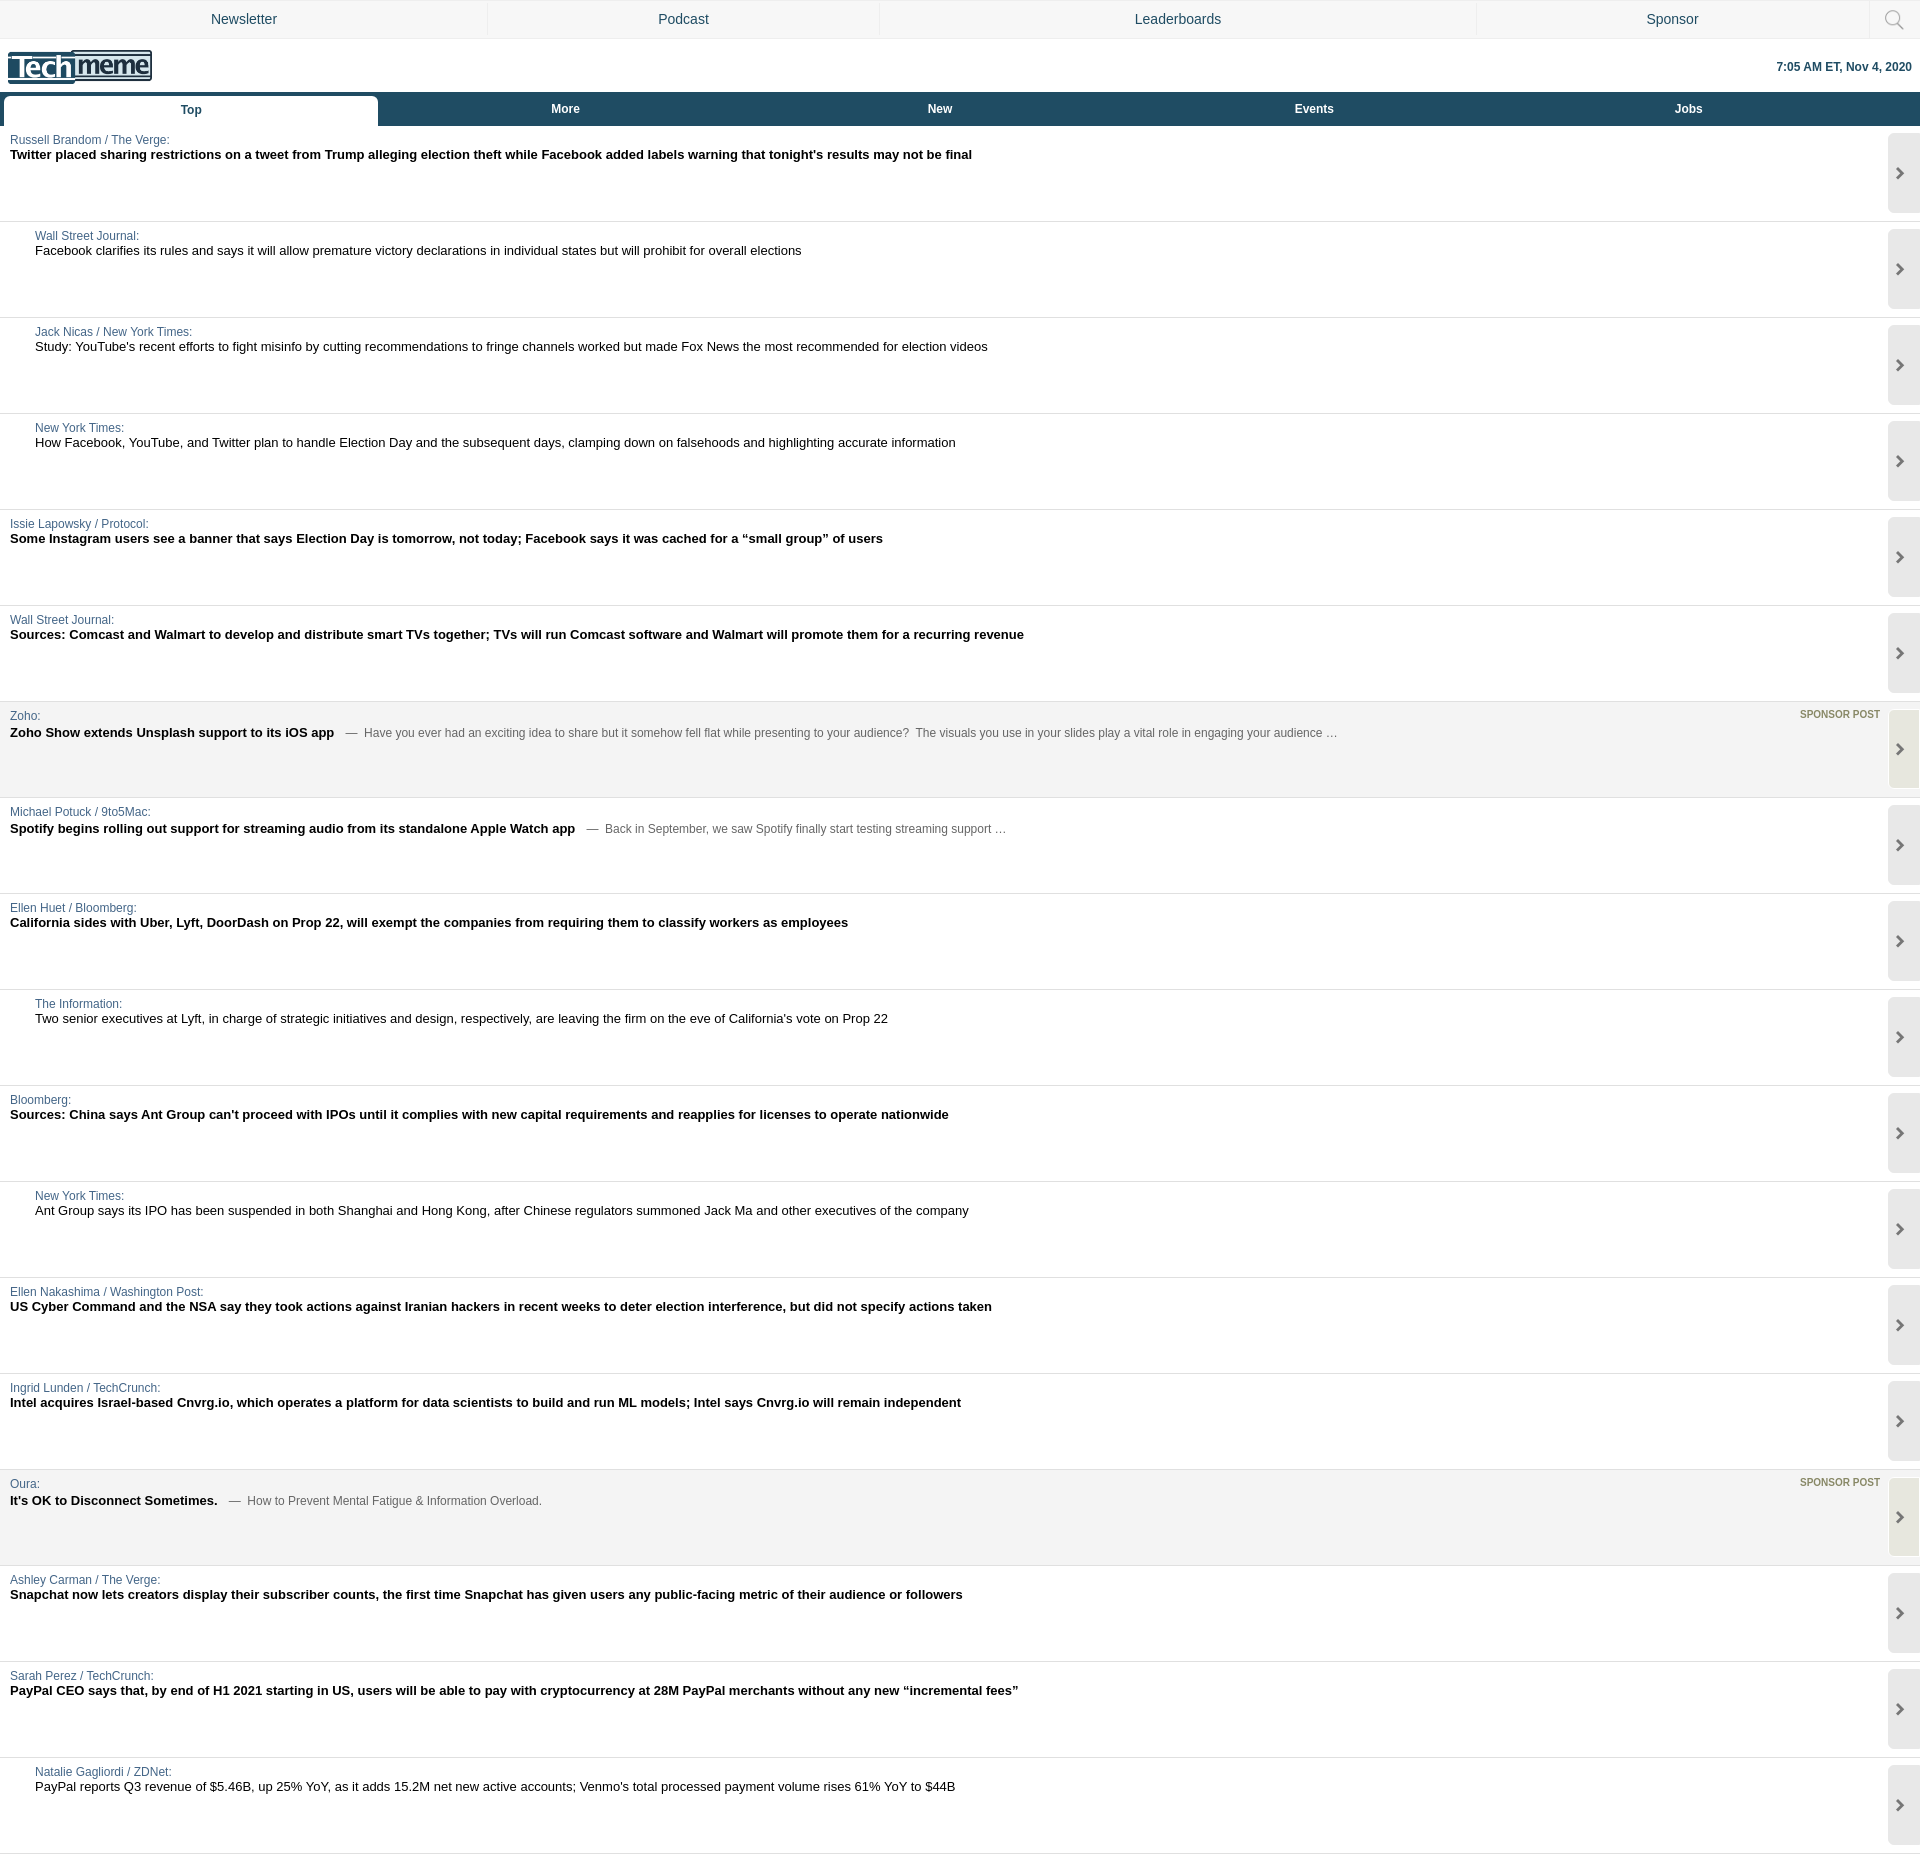 Newsletter
Podcast
Leaderboards
Sponsor
Techmeme
7:05 AM ET, Nov 4, 2020
Top
More
New
Events
Jobs
Russell Brandom / The Verge:
Twitter placed sharing restrictions on a tweet from Trump alleging election theft while Facebook added labels warning that tonight's results may not be final
Wall Street Journal:
Facebook clarifies its rules and says it will allow premature victory declarations in individual states but will prohibit for overall elections
Jack Nicas / New York Times:
Study: YouTube's recent efforts to fight misinfo by cutting recommendations to fringe channels worked but made Fox News the most recommended for election videos
New York Times:
How Facebook, YouTube, and Twitter plan to handle Election Day and the subsequent days, clamping down on falsehoods and highlighting accurate information
Issie Lapowsky / Protocol:
Some Instagram users see a banner that says Election Day is tomorrow, not today; Facebook says it was cached for a “small group” of users
Wall Street Journal:
Sources: Comcast and Walmart to develop and distribute smart TVs together; TVs will run Comcast software and Walmart will promote them for a recurring revenue
Zoho:
SPONSOR POST
Zoho Show extends Unsplash support to its iOS app — Have you ever had an exciting idea to share but it somehow fell flat while presenting to your audience? The visuals you use in your slides play a vital role in engaging your audience …
Michael Potuck / 9to5Mac:
Spotify begins rolling out support for streaming audio from its standalone Apple Watch app — Back in September, we saw Spotify finally start testing streaming support …
Ellen Huet / Bloomberg:
California sides with Uber, Lyft, DoorDash on Prop 22, will exempt the companies from requiring them to classify workers as employees
The Information:
Two senior executives at Lyft, in charge of strategic initiatives and design, respectively, are leaving the firm on the eve of California's vote on Prop 22
Bloomberg:
Sources: China says Ant Group can't proceed with IPOs until it complies with new capital requirements and reapplies for licenses to operate nationwide
New York Times:
Ant Group says its IPO has been suspended in both Shanghai and Hong Kong, after Chinese regulators summoned Jack Ma and other executives of the company
Ellen Nakashima / Washington Post:
US Cyber Command and the NSA say they took actions against Iranian hackers in recent weeks to deter election interference, but did not specify actions taken
Ingrid Lunden / TechCrunch:
Intel acquires Israel-based Cnvrg.io, which operates a platform for data scientists to build and run ML models; Intel says Cnvrg.io will remain independent
Oura:
SPONSOR POST
It's OK to Disconnect Sometimes. — How to Prevent Mental Fatigue & Information Overload.
Ashley Carman / The Verge:
Snapchat now lets creators display their subscriber counts, the first time Snapchat has given users any public-facing metric of their audience or followers
Sarah Perez / TechCrunch:
PayPal CEO says that, by end of H1 2021 starting in US, users will be able to pay with cryptocurrency at 28M PayPal merchants without any new “incremental fees”
Natalie Gagliordi / ZDNet:
PayPal reports Q3 revenue of $5.46B, up 25% YoY, as it adds 15.2M net new active accounts; Venmo's total processed payment volume rises 61% YoY to $44B